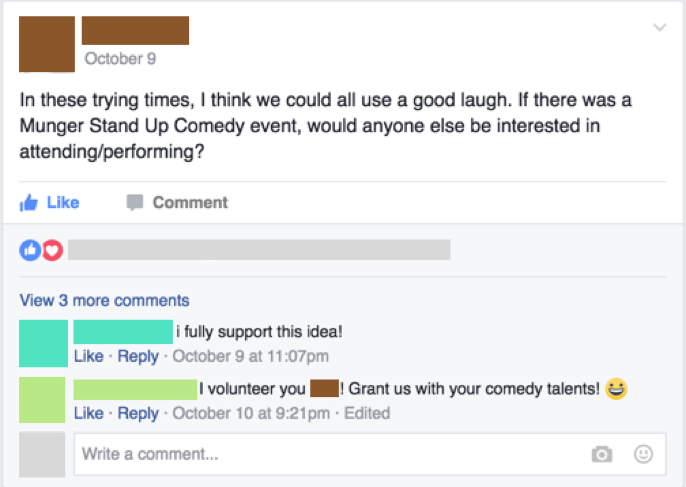 October 9
In these trying times, I think we could all use a good laugh. If there was a
Munger Stand Up Comedy event, would anyone else be interested in
attending/performing?
Like Comment
View 3 more comments
i fully support this idea!
Like · Reply · October 9 at 11:07pm
I volunteer you ! Grant us with your comedy talents! 😆
Like · Reply · October 10 at 9:21pm · Edited
Write a comment...